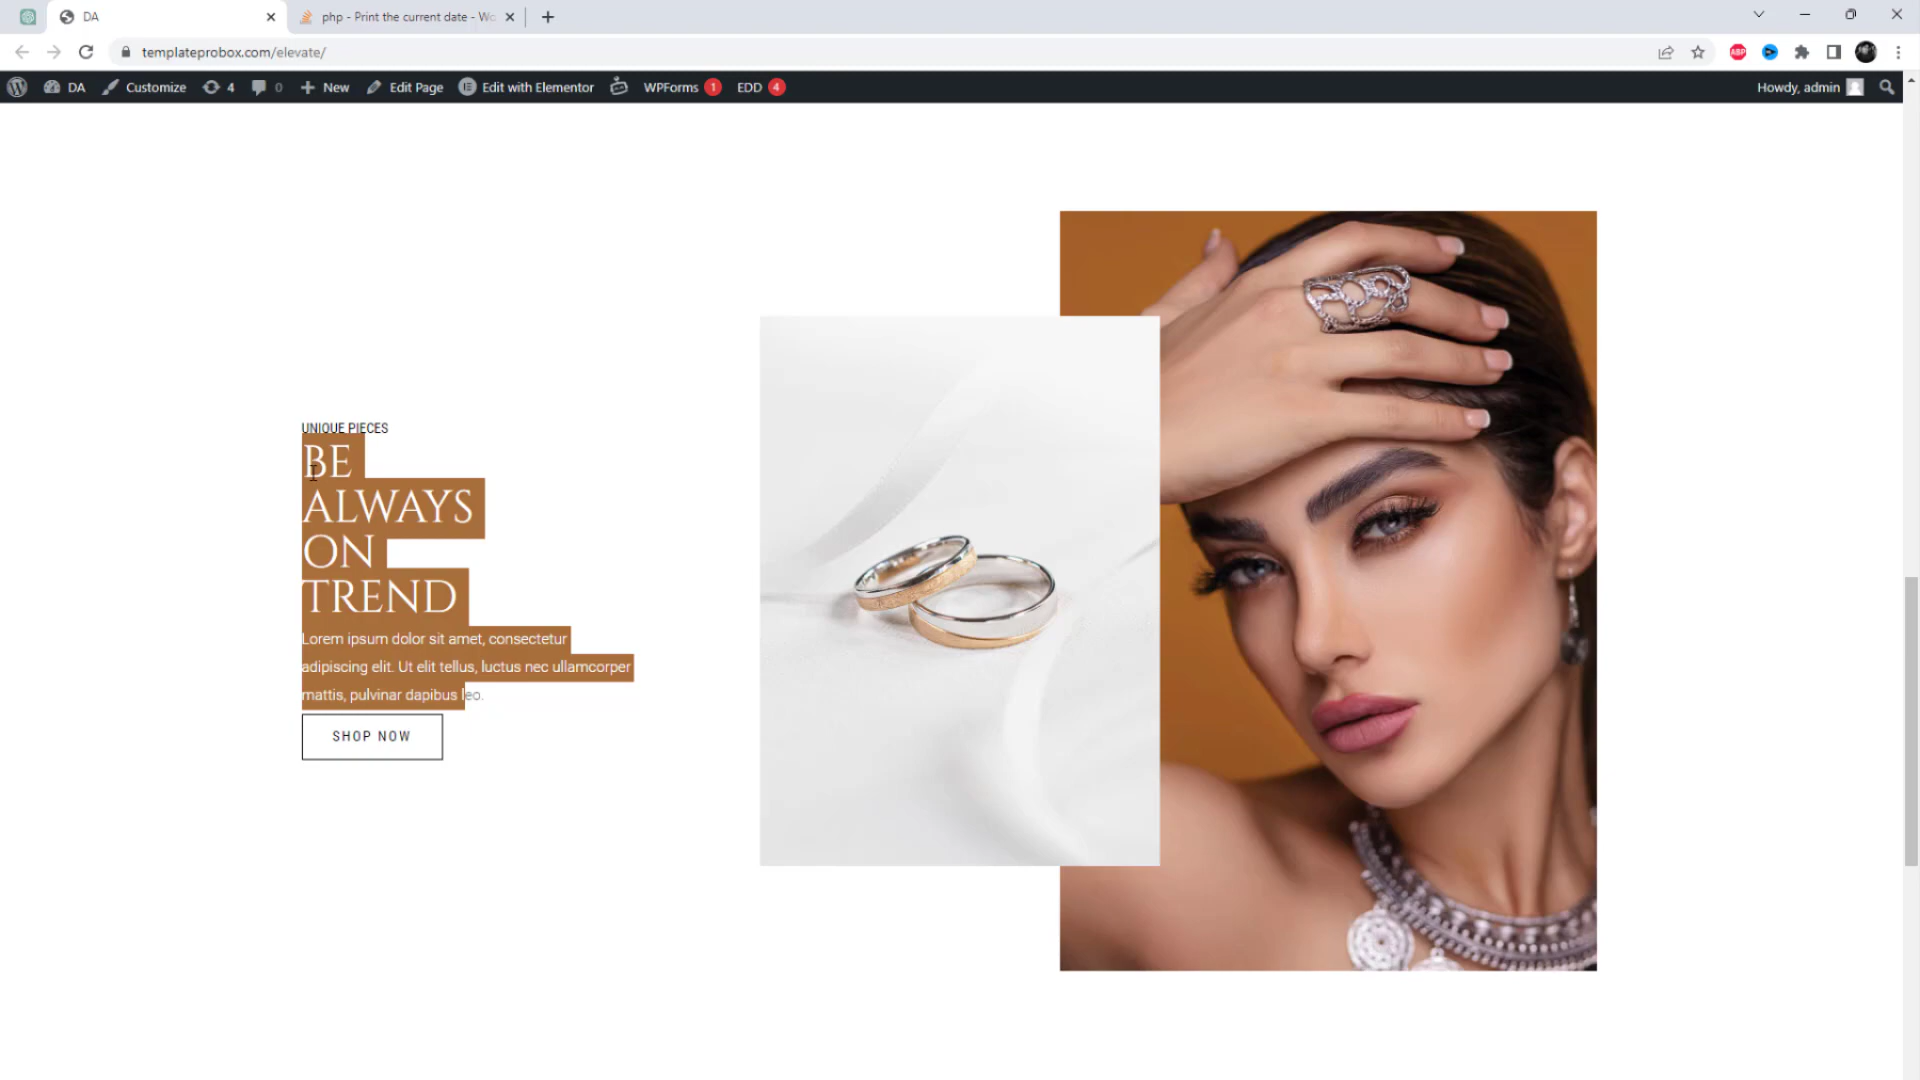 DA
php - Print the current date - Wo
templateprobox.com/elevate/
ABP
DA Customize 4 0 New Edit Page Edit with Elementor WPForms 1 EDD 4 Howdy, admin
UNIQUE PIECES
BE
ALWAYS
ON
TREND
Lorem ipsum dolor sit amet, consectetur
adipiscing elit. Ut elit tellus, luctus nec ullamcorper
mattis, pulvinar dapibus leo.
SHOP NOW